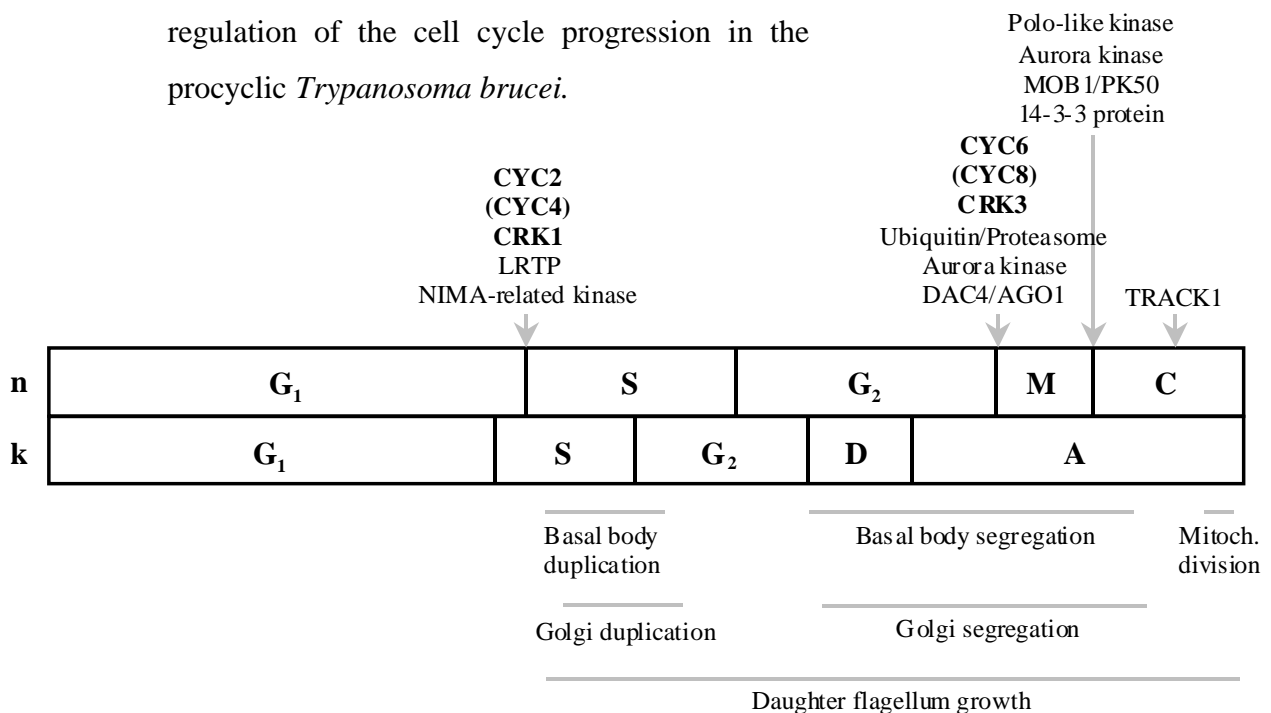 regulation of the cell cycle progression in the
procyclic Trypanosoma brucei.
Polo-like kinase
Aurora kinase
MOB1/PK50
14-3-3 protein
CYC6
(CYC8)
CRK3
Ubiquitin/Proteasome
Aurora kinase
DAC4/AGO1
CYC2
(CYC4)
CRK1
LRTP
NIMA-related kinase
TRACK1
n G₁ S G₂ M C
k G₁ S G₂ D A
Basal body
duplication
Basal body segregation
Mitoch.
division
Golgi duplication
Golgi segregation
Daughter flagellum growth